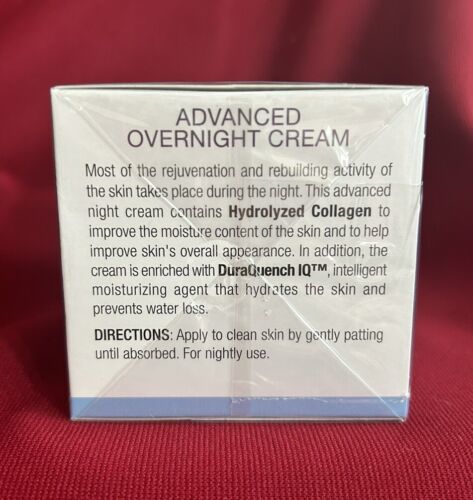 ADVANCED
OVERNIGHT CREAM
Most of the rejuvenation and rebuilding activity of
the skin takes place during the night. This advanced
night cream contains Hydrolyzed Collagen to
improve the moisture content of the skin and to help
improve skin's overall appearance. In addition, the
cream is enriched with DuraQuench IQ™, intelligent
moisturizing agent that hydrates the skin and
prevents water loss.
DIRECTIONS: Apply to clean skin by gently patting
until absorbed. For nightly use.